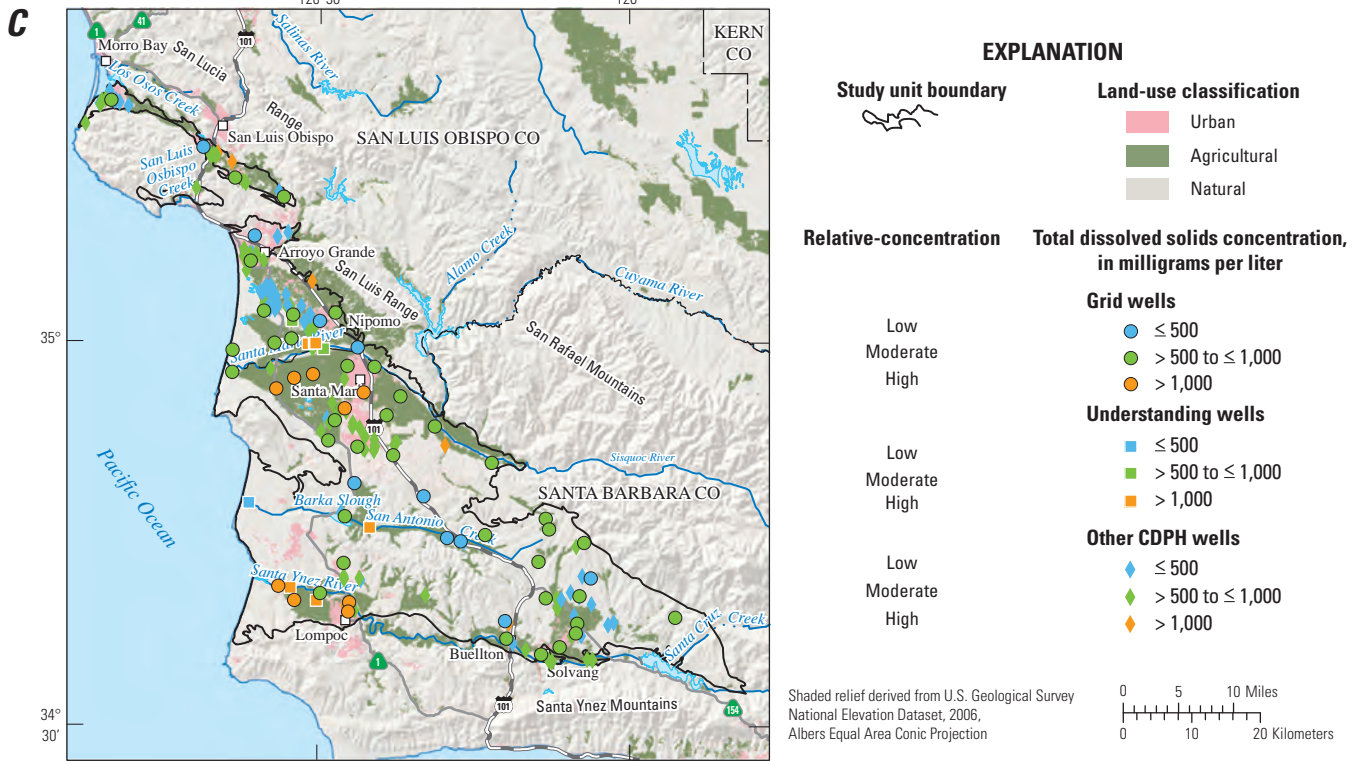 C
120°30'
120°
41
1
101
KERN
CO
Morro Bay
San Lucia
Range
Salinas River
Los Osos Creek
San Luis Obispo
SAN LUIS OBISPO CO
San Luis
Osbispo
Creek
Arroyo Grande
San Luis Range
Alamo Creek
Cuyama River
Nipomo
35°
San Rafael Mountains
Santa
River
Santa Mar
101
Sisquoc River
Pacific Ocean
SANTA BARBARA CO
Barka Slough
San Antonio
Creek
Santa Ynez River
Lompoc
Santa Cruz Creek
Buellton
Solvang
1
101
Santa Ynez Mountains
154
34°
30'
EXPLANATION
Study unit boundary
Land-use classification
Urban
Agricultural
Natural
Relative-concentration
Total dissolved solids concentration,
in milligrams per liter
Grid wells
Low ≤ 500
Moderate > 500 to ≤ 1,000
High > 1,000
Understanding wells
Low ≤ 500
Moderate > 500 to ≤ 1,000
High > 1,000
Other CDPH wells
Low ≤ 500
Moderate > 500 to ≤ 1,000
High > 1,000
Shaded relief derived from U.S. Geological Survey
National Elevation Dataset, 2006,
Albers Equal Area Conic Projection
0 5 10 Miles
0 10 20 Kilometers